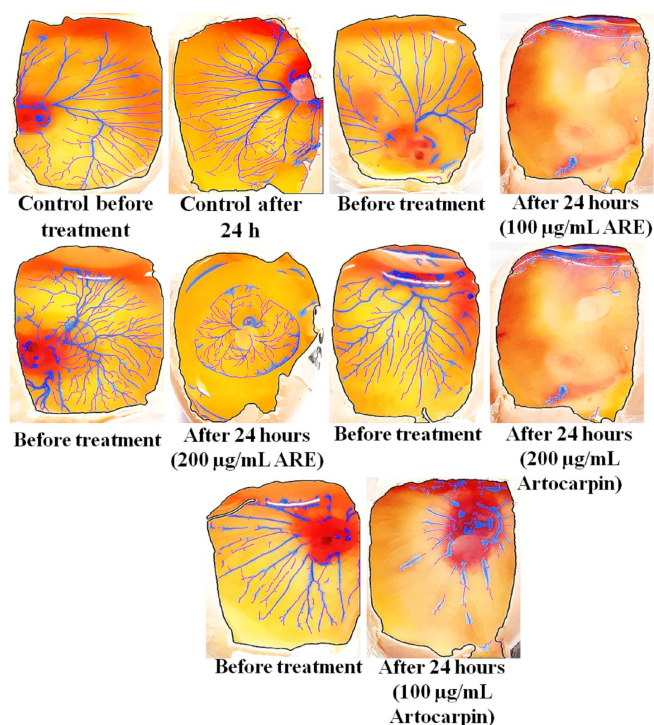 Control before
treatment
Control after
24 h
Before treatment
After 24 hours
(100 µg/mL ARE)
Before treatment
After 24 hours
(200 µg/mL ARE)
Before treatment
After 24 hours
(200 µg/mL
Artocarpin)
Before treatment
After 24 hours
(100 µg/mL
Artocarpin)